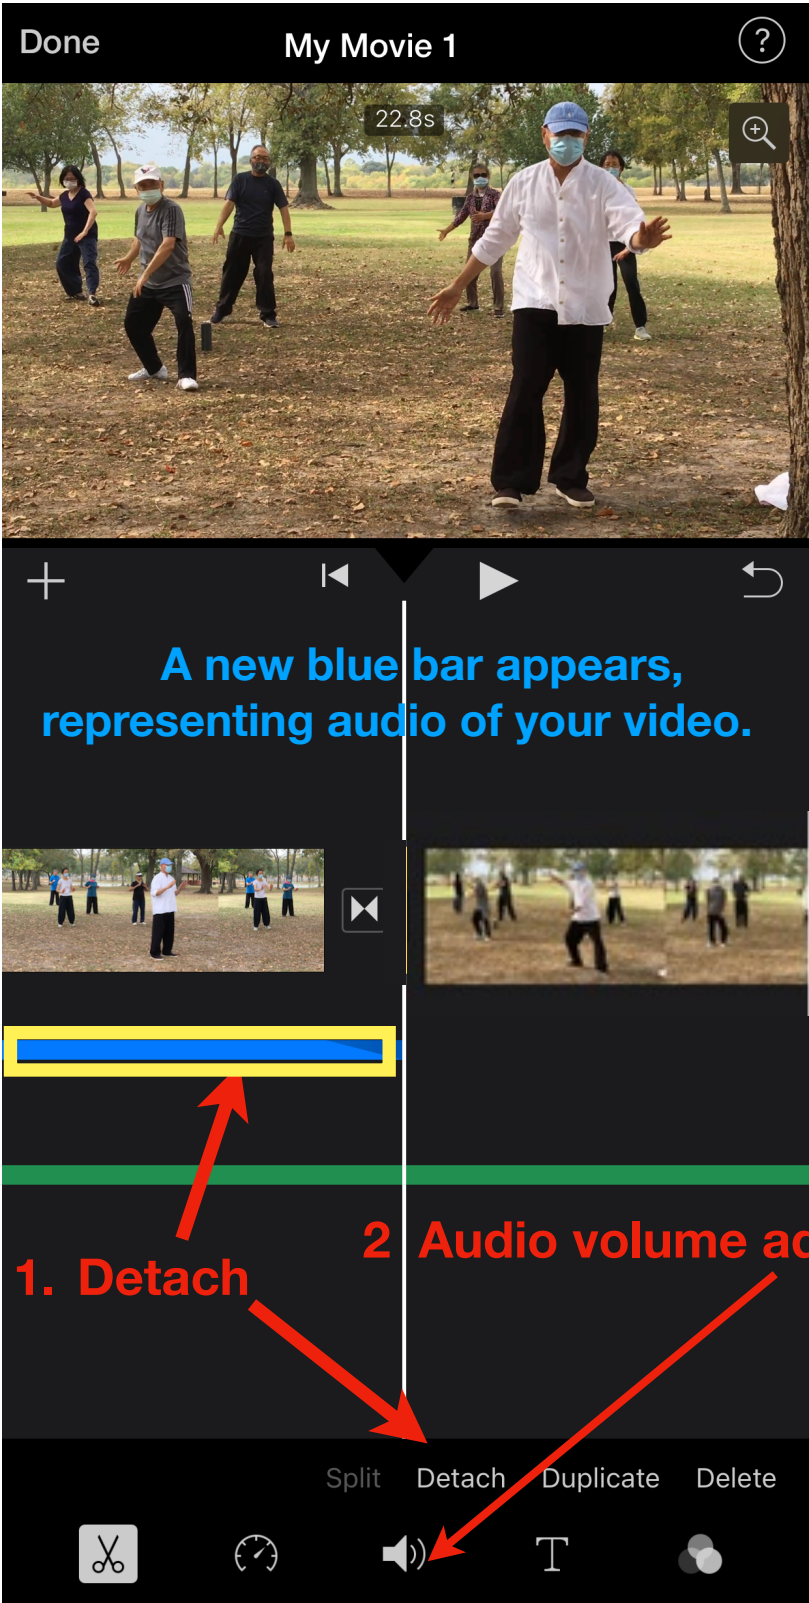 Done
My Movie 1
?
22.8s
A new blue bar appears,
representing audio of your video.
2 Audio volume
1. Detach
Split
Detach
Duplicate
Delete
T